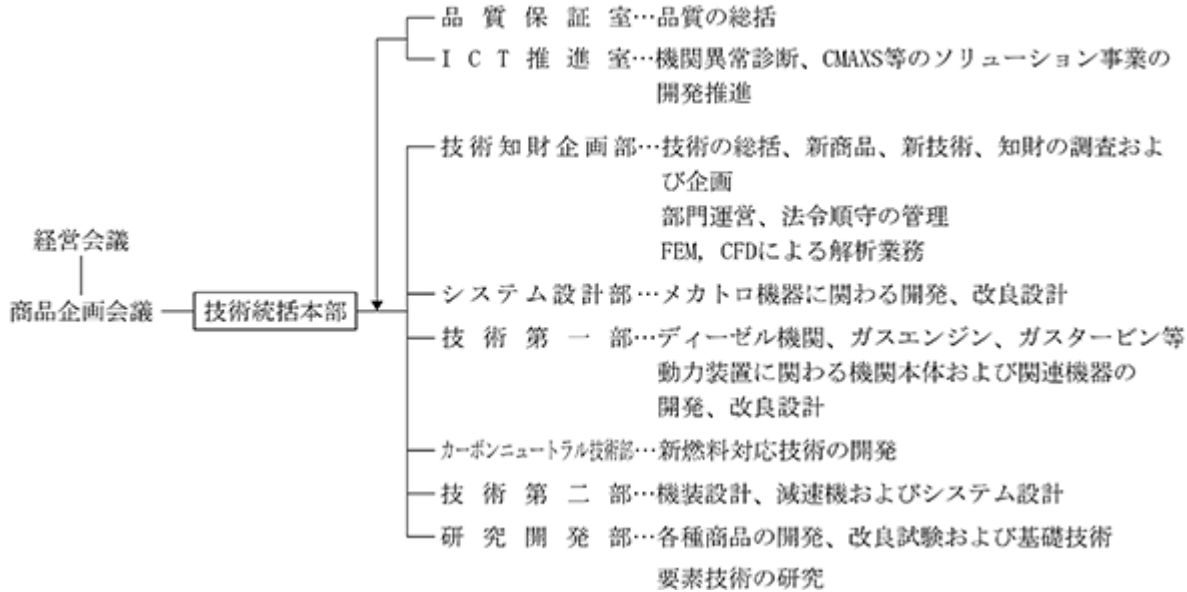 品質保証室…品質の総括
ICT推進室…機関異常診断、CMAXS等のソリューション事業の
開発推進
技術知財企画部…技術の総括、新商品、新技術、知財の調査およ
び企画
部門運営、法令順守の管理
FEM, CFDによる解析業務
経営会議
商品企画会議
技術統括本部
システム設計部…メカトロ機器に関わる開発、改良設計
技術第一部…ディーゼル機関、ガスエンジン、ガスタービン等
動力装置に関わる機関本体および関連機器の
開発、改良設計
カーボンニュートラル技術部…新燃料対応技術の開発
技術第二部…機装設計、減速機およびシステム設計
研究開発部…各種商品の開発、改良試験および基礎技術
要素技術の研究